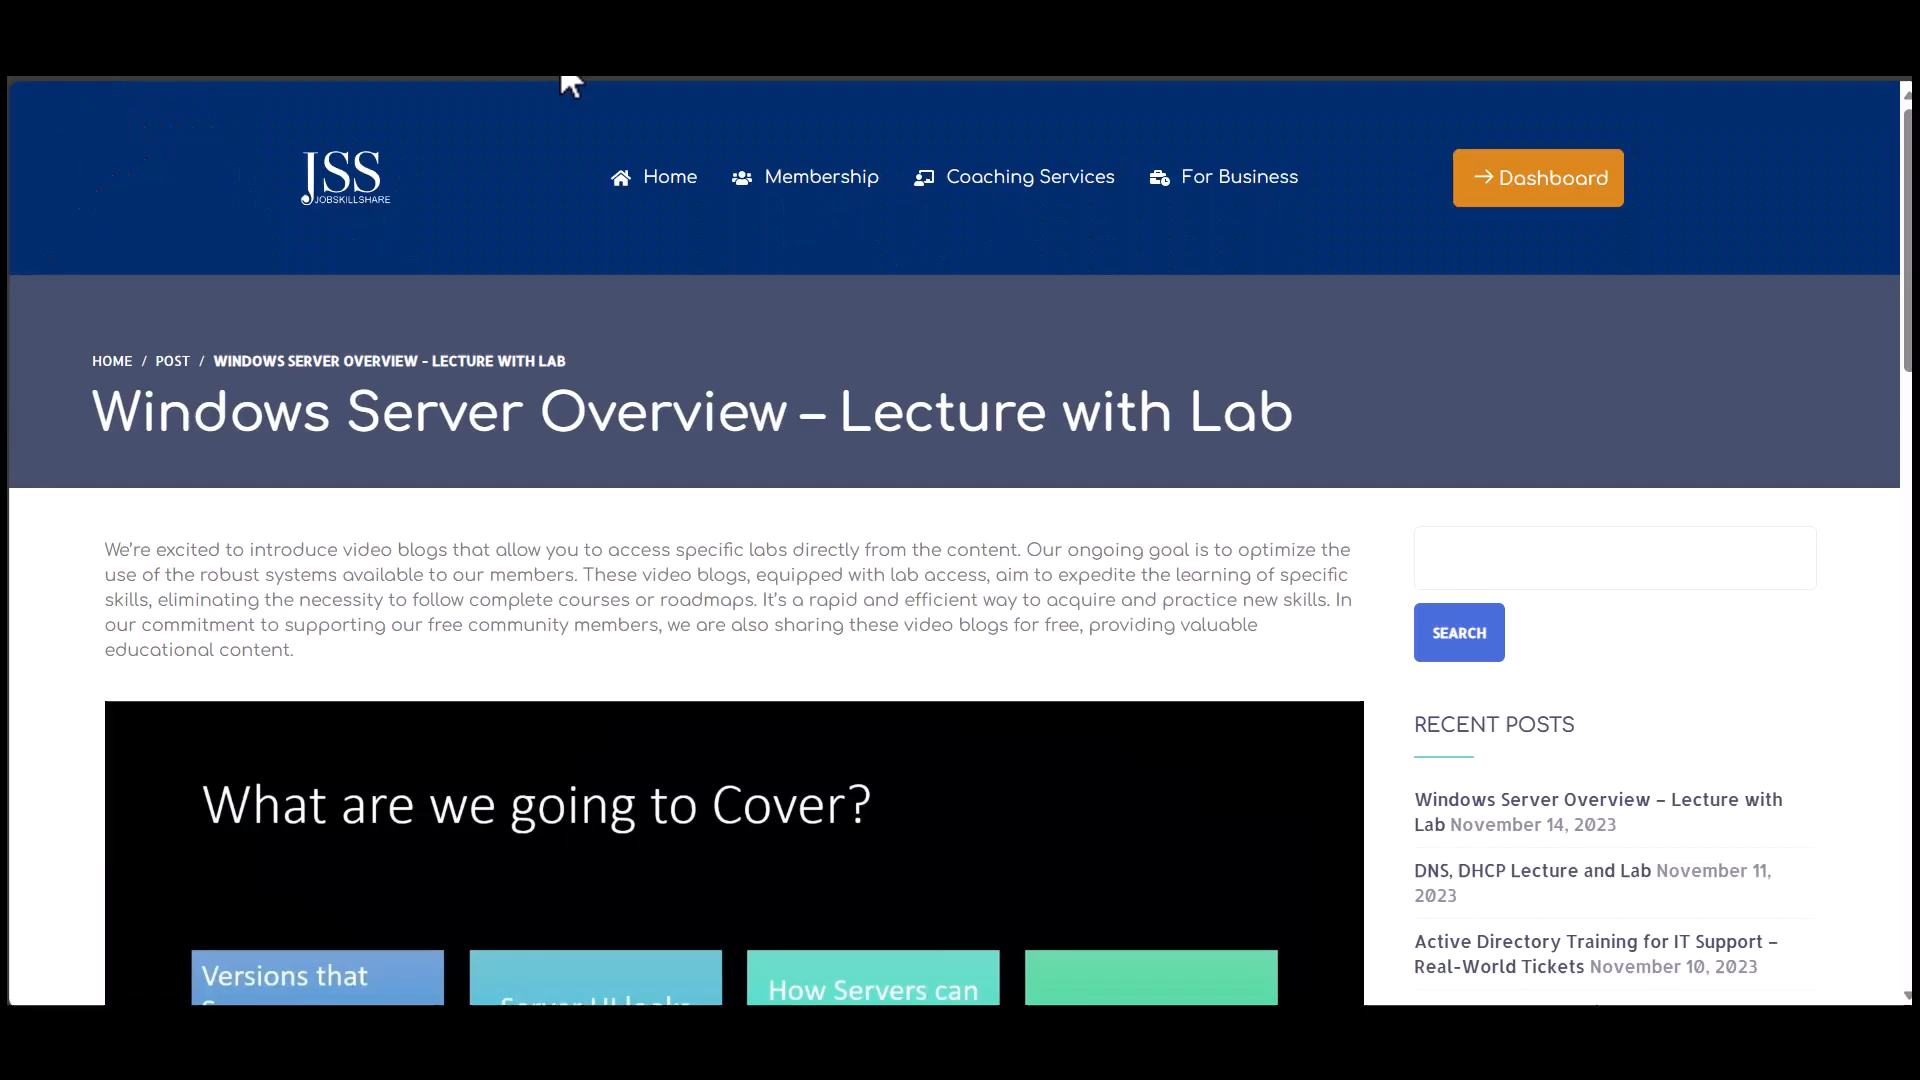 JSS
JOBSKILLSHARE
Home
Membership
Coaching Services
For Business
→ Dashboard
HOME / POST / WINDOWS SERVER OVERVIEW - LECTURE WITH LAB
Windows Server Overview – Lecture with Lab
We're excited to introduce video blogs that allow you to access specific labs directly from the content. Our ongoing goal is to optimize the
use of the robust systems available to our members. These video blogs, equipped with lab access, aim to expedite the learning of specific
skills, eliminating the necessity to follow complete courses or roadmaps. It's a rapid and efficient way to acquire and practice new skills. In
our commitment to supporting our free community members, we are also sharing these video blogs for free, providing valuable
educational content.
SEARCH
RECENT POSTS
Windows Server Overview – Lecture with
Lab November 14, 2023
DNS, DHCP Lecture and Lab November 11,
2023
Active Directory Training for IT Support –
Real-World Tickets November 10, 2023
What are we going to Cover?
Versions that
Server UI looks
How Servers can